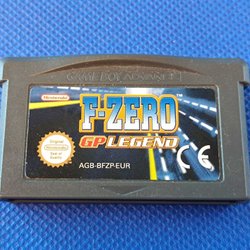 GAME BOY ADVANCE
Nintendo
F-ZERO
GP LEGEND
Original
Nintendo
AGB-BFZP-EUR
CE